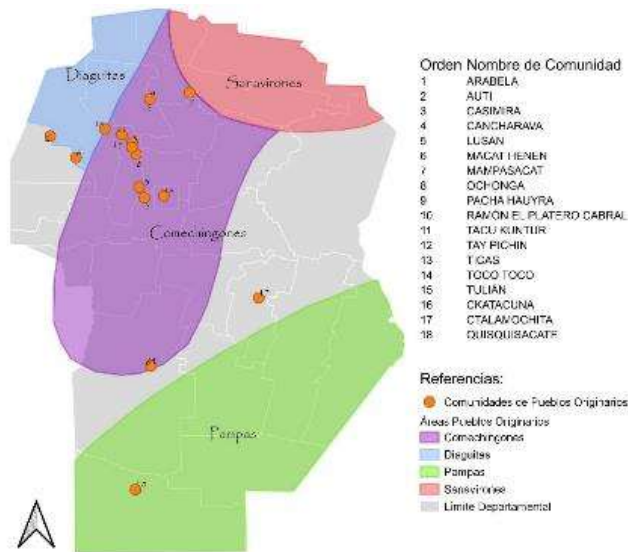 Diaguitas
Sanavirones
Comechingones
Pampas
Orden Nombre de Comunidad
1 ARABELA
2 AUTI
3 CASIMIRA
4 CANCHARAVA
5 LUSAN
6 MACAT HENEN
7 MAMPASACAT
8 OCHONGA
9 PACHA HAUYRA
10 RAMON EL PLATERO CABRAL
11 TACU KUNTUR
12 TAY PICHIN
13 TICAS
14 TOCO TOCO
15 TULIÁN
16 CKATACUNA
17 CTALAMOCHITA
18 QUISQUISACATE
Referencias:
Comunidades de Pueblos Originarios
Áreas Pueblos Originarios
Comechingones
Diaguitas
Pampas
Sanavirones
Límite Departamental